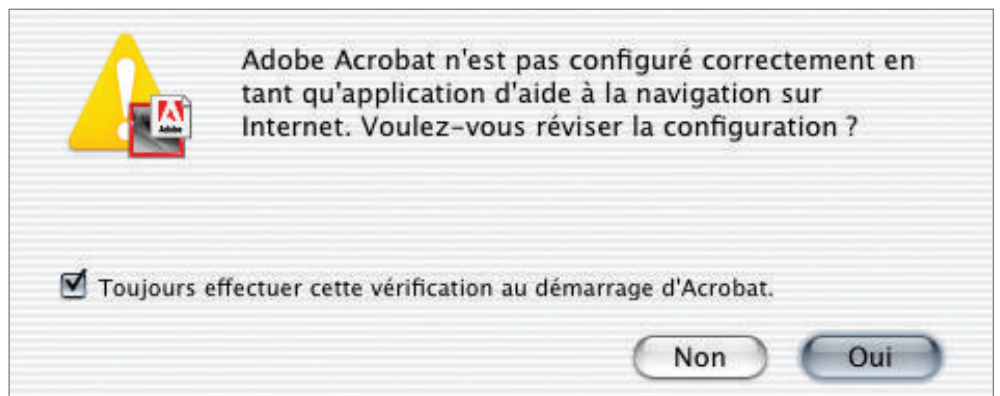 Adobe Acrobat n'est pas configuré correctement en
tant qu'application d'aide à la navigation sur
Internet. Voulez-vous réviser la configuration ?
Adobe
Toujours effectuer cette vérification au démarrage d'Acrobat.
Non
Oui